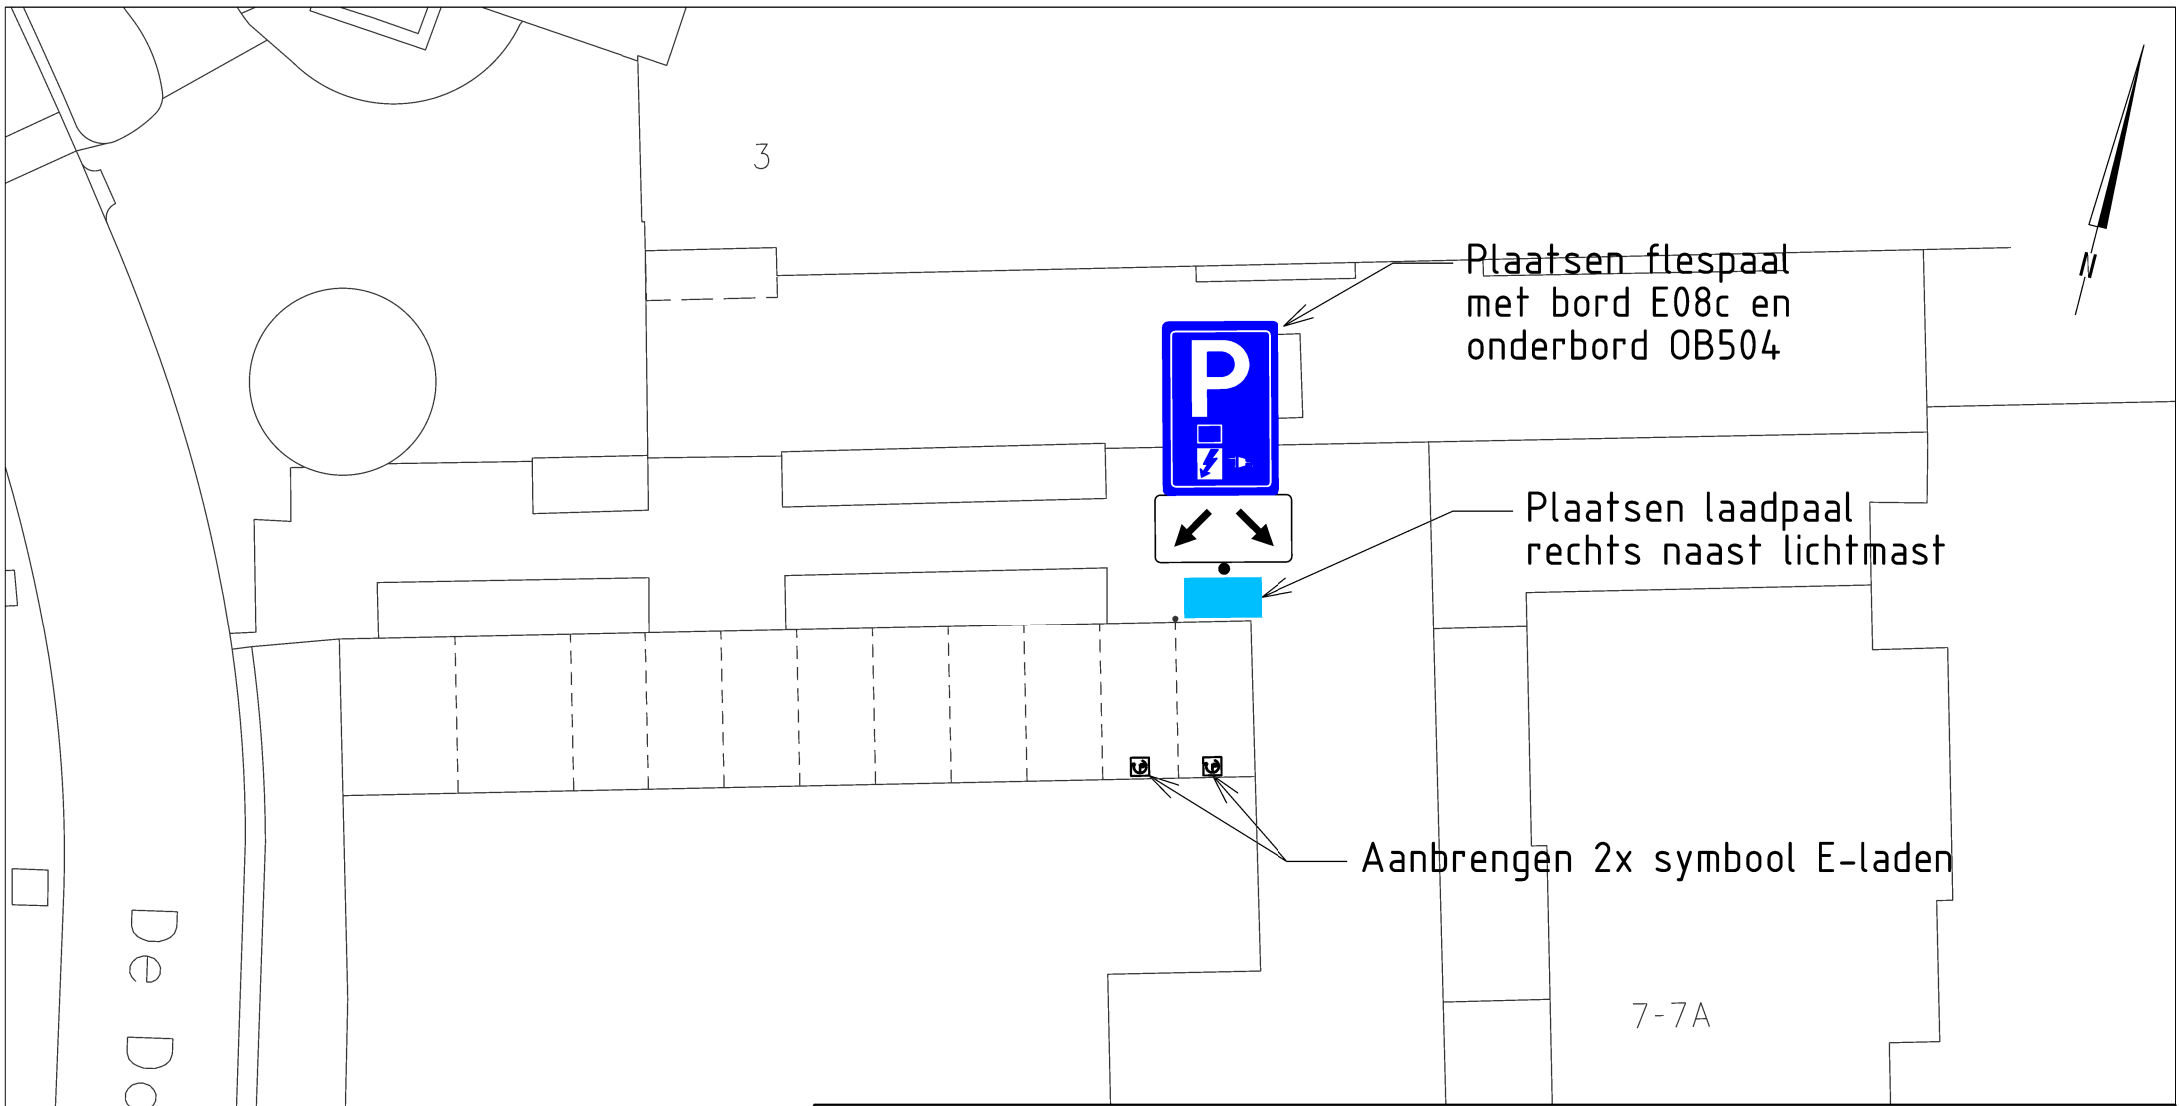 3
N
Plaatsen flespaal
met bord E08c en
onderbord OB504
P
Plaatsen laadpaal
rechts naast lichtmast
Aanbrengen 2x symbool E-laden
De Do
7-7A